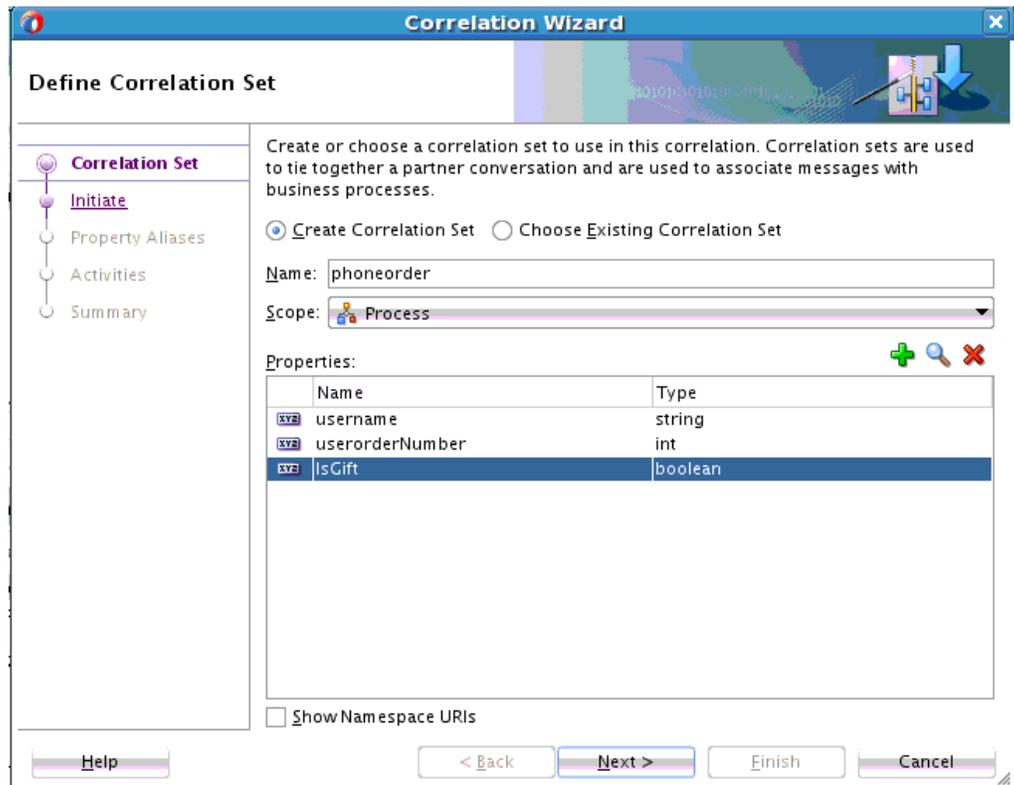 Correlation Wizard
Define Correlation Set
Correlation Set
Initiate
Property Aliases
Activities
Summary
Create or choose a correlation set to use in this correlation. Correlation sets are used
to tie together a partner conversation and are used to associate messages with
business processes.
Create Correlation Set Choose Existing Correlation Set
Name: phoneorder
Scope: Process
Properties:
Name Type
xyz username string
xyz userorderNumber int
xyz IsGift boolean
Show Namespace URIs
Help < Back Next > Finish Cancel